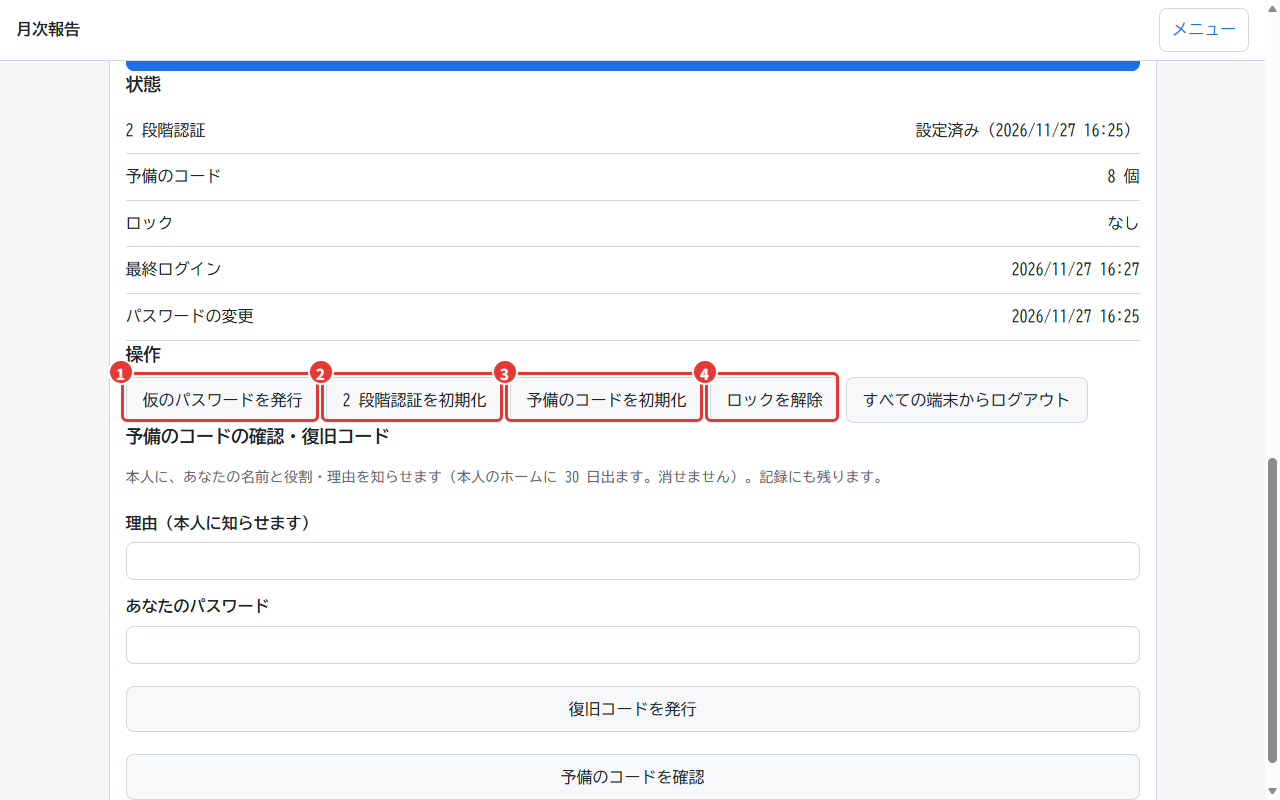 月次報告
メニュー
状態
2 段階認証
設定済み（2026/11/27 16:25）
予備のコード
8 個
ロック
なし
最終ログイン
2026/11/27 16:27
パスワードの変更
2026/11/27 16:25
操作
1 仮のパスワードを発行
2 2 段階認証を初期化
3 予備のコードを初期化
4 ロックを解除
すべての端末からログアウト
予備のコードの確認・復旧コード
本人に、あなたの名前と役割・理由を知らせます（本人のホームに 30 日出ます。消せません）。記録にも残ります。
理由（本人に知らせます）
あなたのパスワード
復旧コードを発行
予備のコードを確認